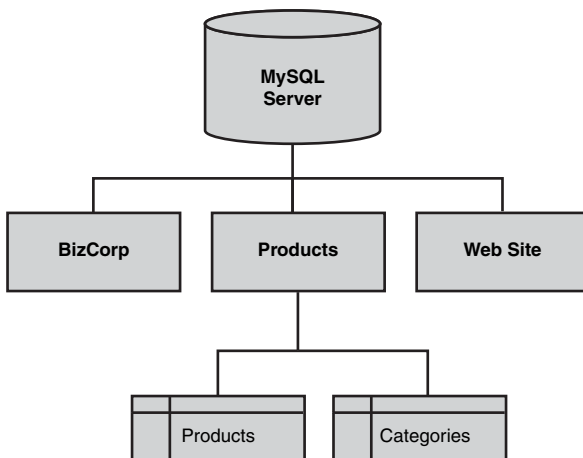 MySQL
Server
BizCorp
Products
Web Site
Products
Categories